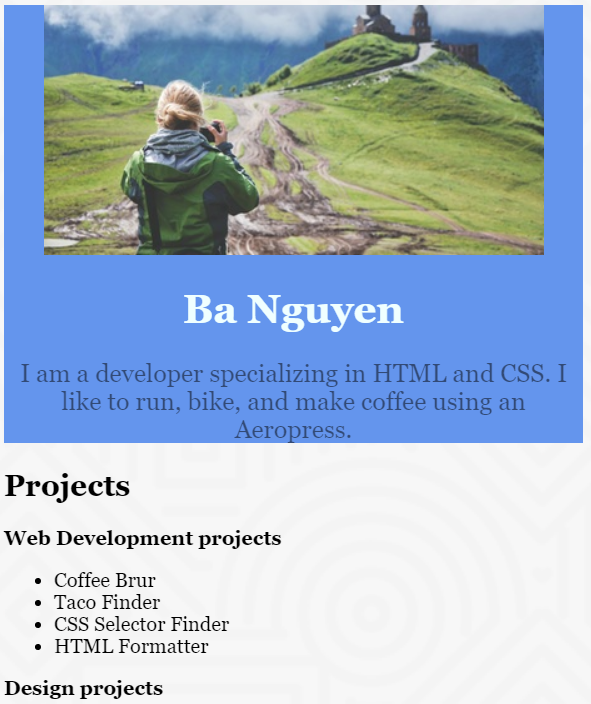 Ba Nguyen
I am a developer specializing in HTML and CSS. I
like to run, bike, and make coffee using an
Aeropress.
Projects
Web Development projects
Coffee Brur
Taco Finder
CSS Selector Finder
HTML Formatter
Design projects